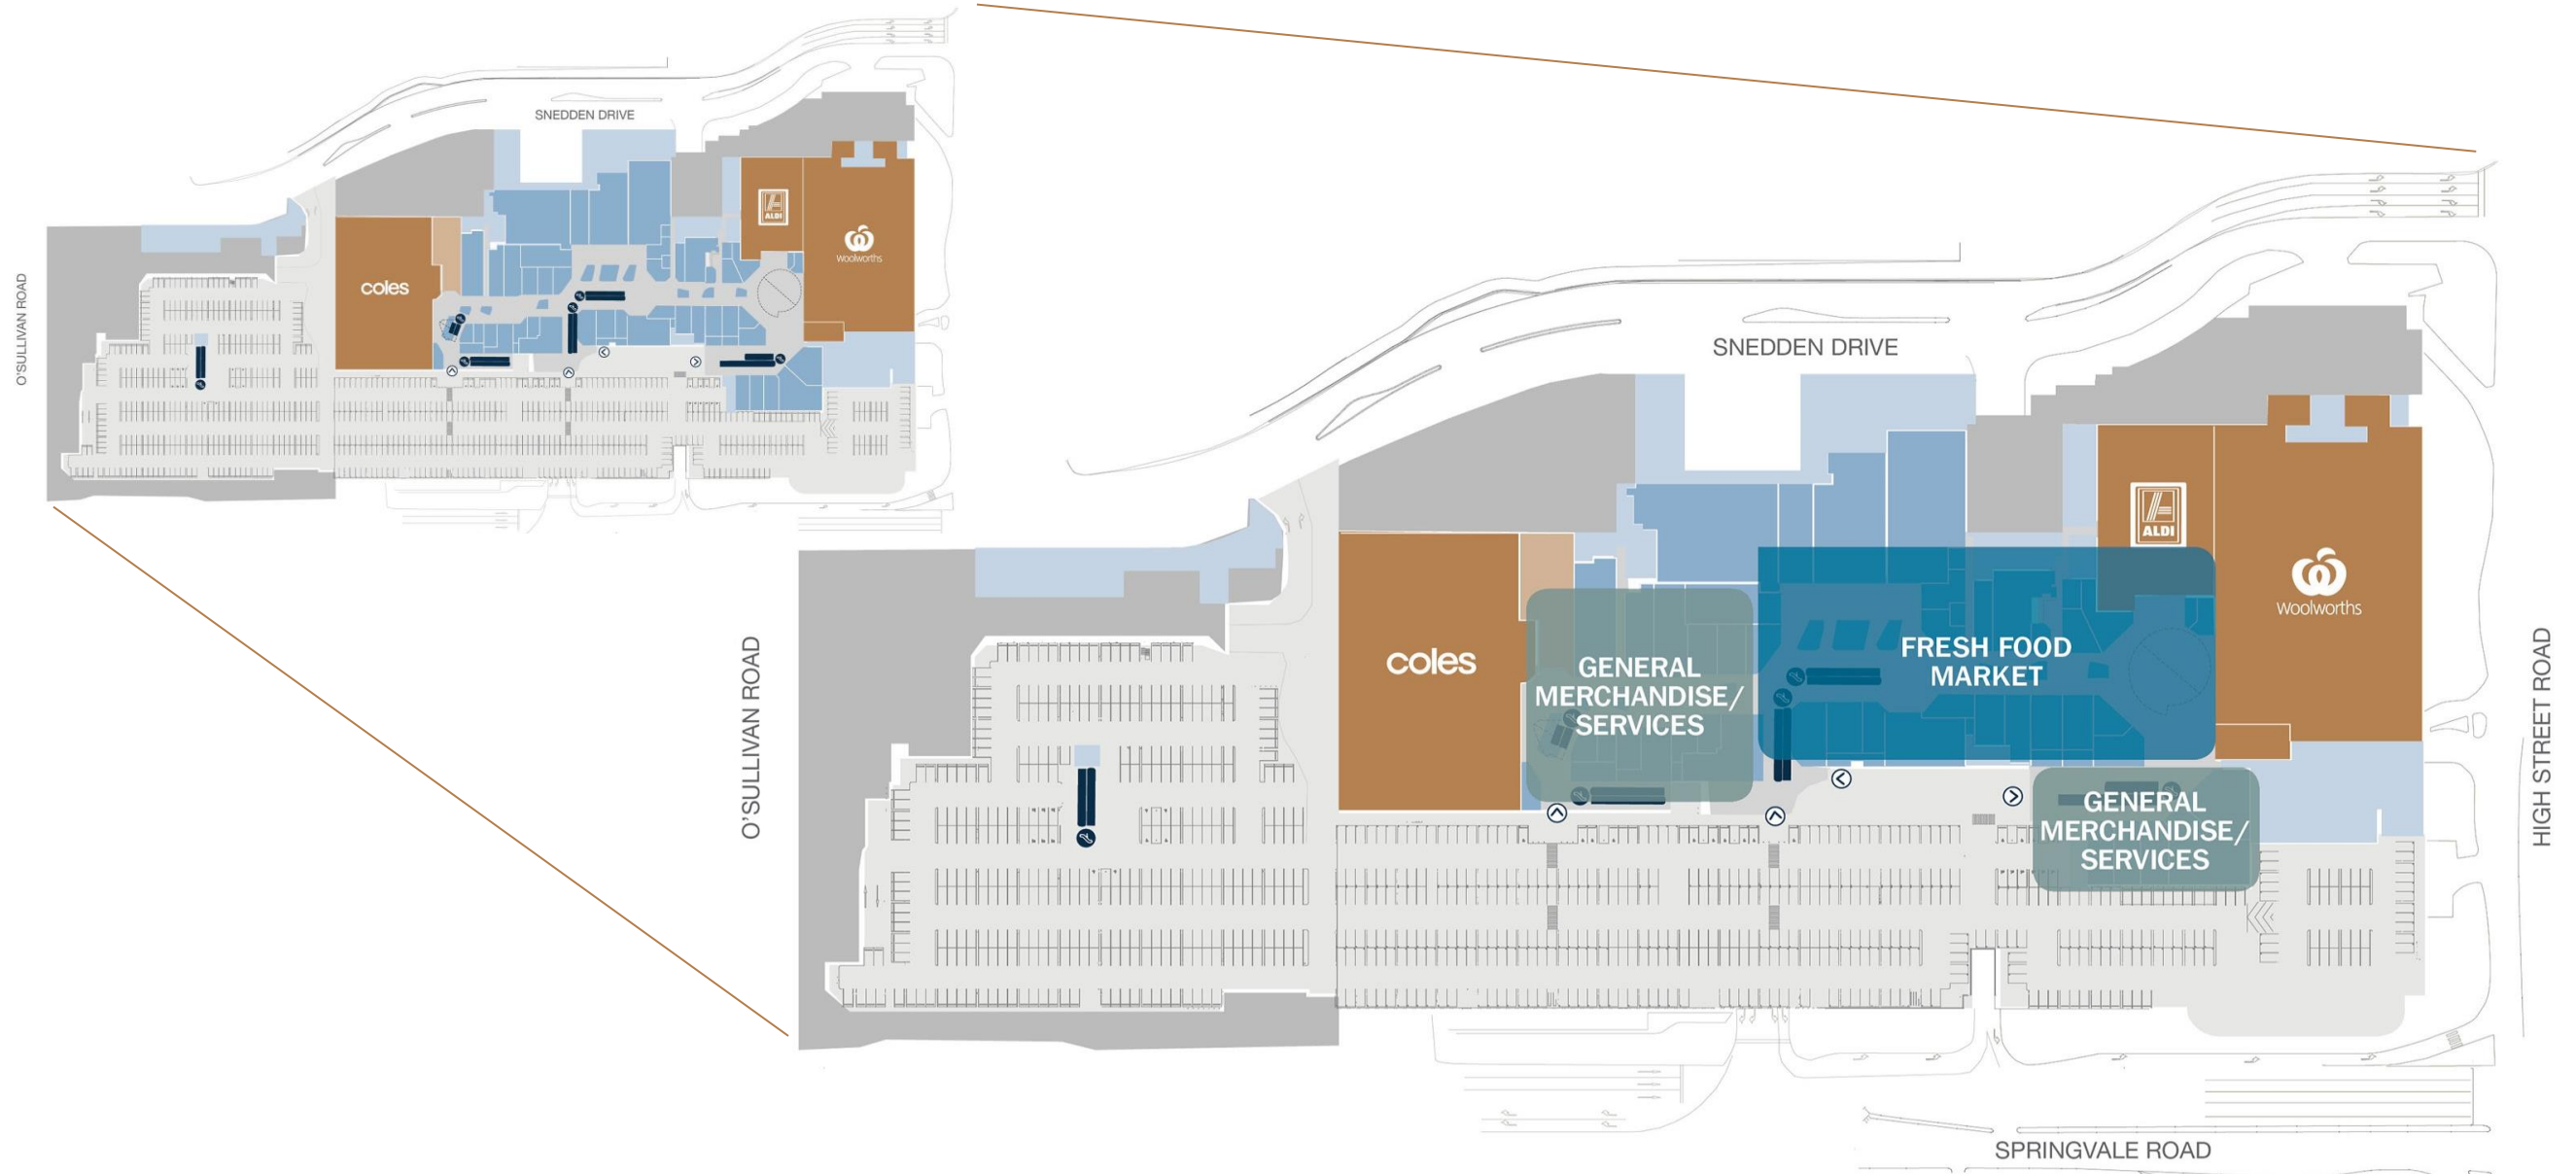 SNEDDEN DRIVE
ALDI
Woolworths
coles
O'SULLIVAN ROAD
SNEDDEN DRIVE
ALDI
Woolworths
coles
GENERAL
MERCHANDISE/
SERVICES
FRESH FOOD
MARKET
GENERAL
MERCHANDISE/
SERVICES
O'SULLIVAN ROAD
HIGH STREET ROAD
SPRINGVALE ROAD